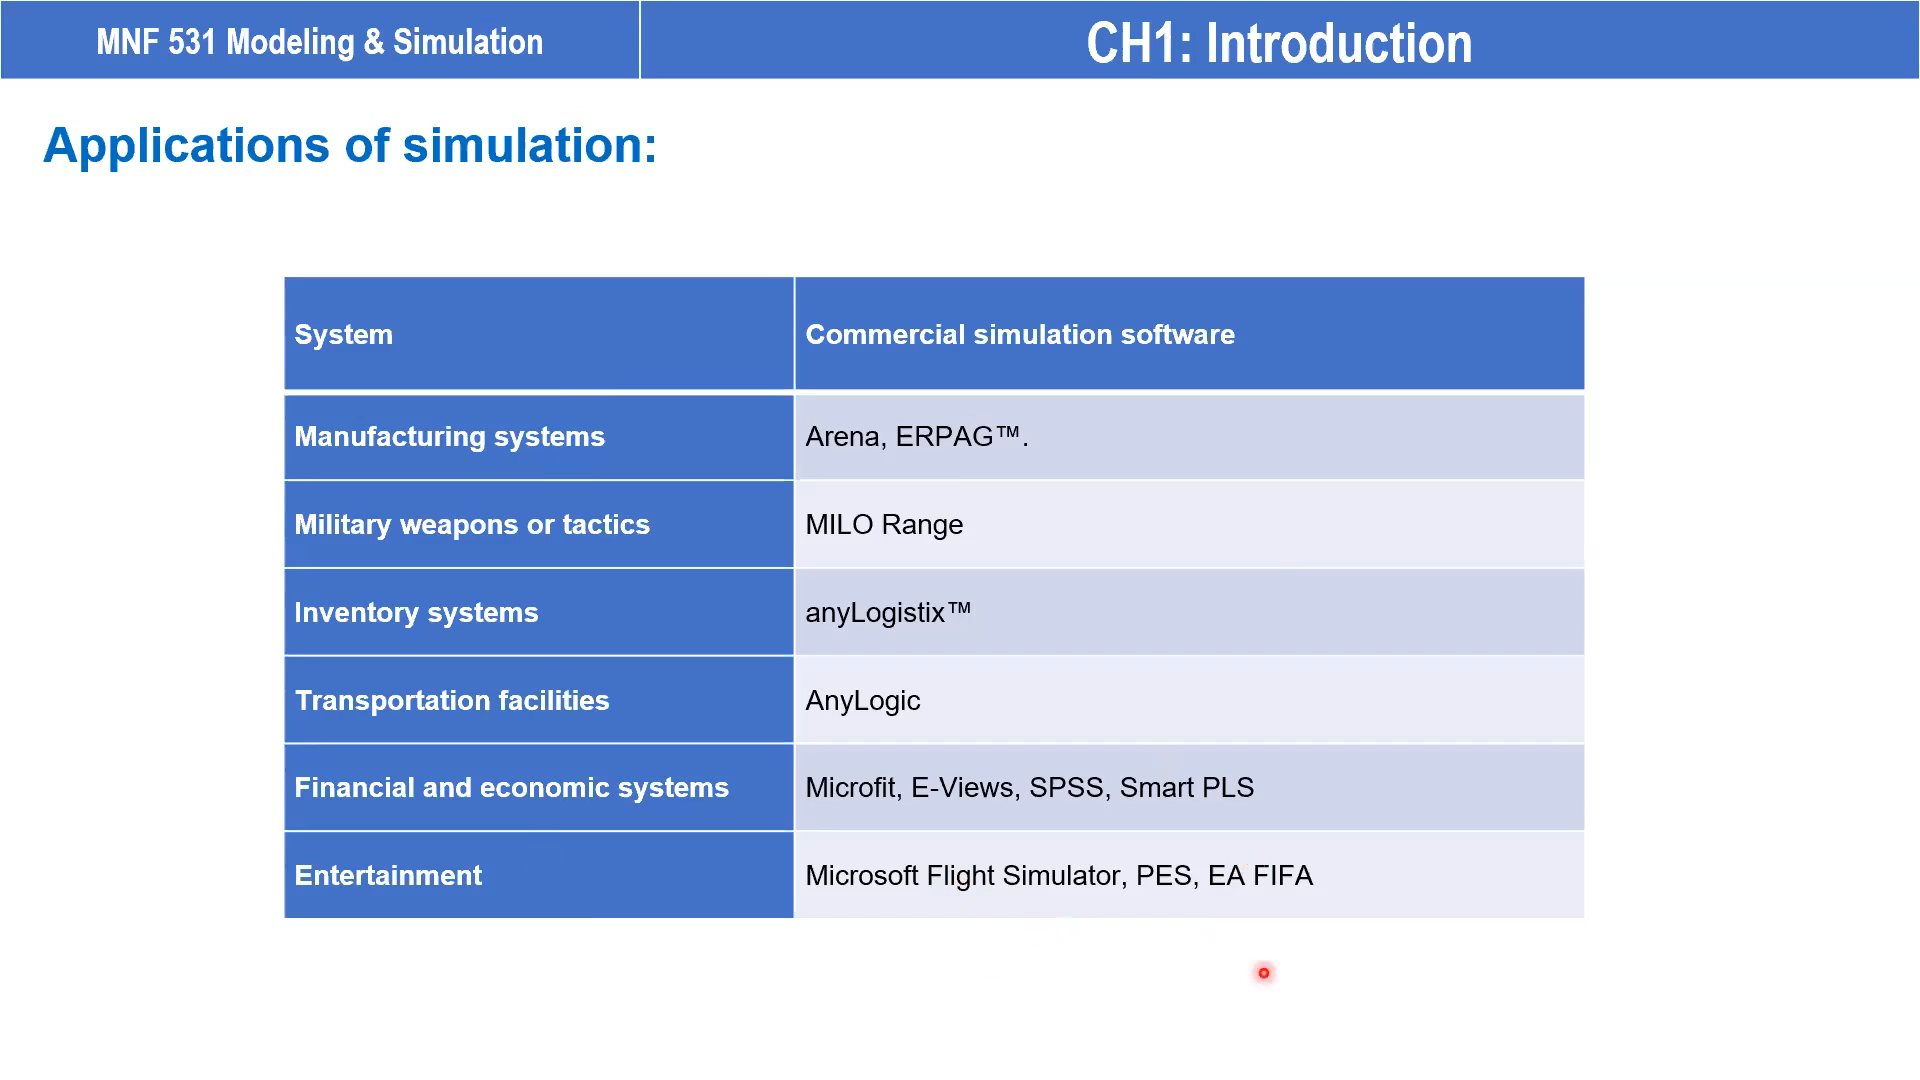 MNF 531 Modeling & Simulation
CH1: Introduction
Applications of simulation:
System
Commercial simulation software
Manufacturing systems
Arena, ERPAG™.
Military weapons or tactics
MILO Range
Inventory systems
anyLogistix™
Transportation facilities
AnyLogic
Financial and economic systems
Microfit, E-Views, SPSS, Smart PLS
Entertainment
Microsoft Flight Simulator, PES, EA FIFA